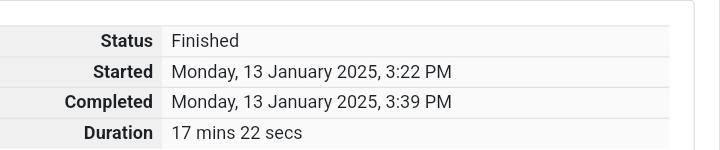 Status Finished
Started Monday, 13 January 2025, 3:22 PM
Completed Monday, 13 January 2025, 3:39 PM
Duration 17 mins 22 secs